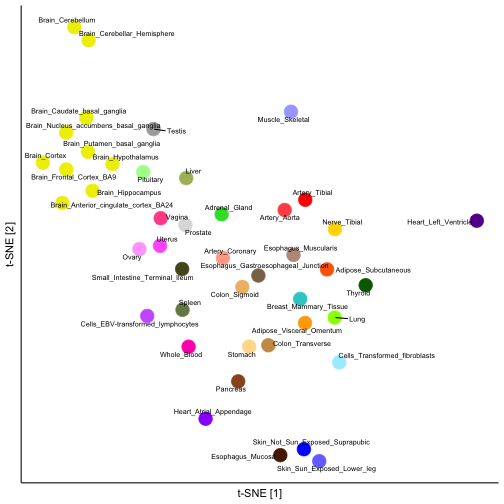 Brain_Cerebellum
Brain_Cerebellar_Hemisphere
Brain_Caudate_basal_ganglia
Muscle_Skeletal
Brain_Nucleus_accumbens_basal_ganglia
Testis
Brain_Putamen_basal_ganglia
Brain_Cortex
Brain_Hypothalamus
Brain_Frontal_Cortex_BA9
Pituitary
Liver
Brain_Hippocampus
Artery_Tibial
Brain_Anterior_cingulate_cortex_BA24
Adrenal_Gland
Vagina
Artery_Aorta
Nerve_Tibial
Heart_Left_Ventricle
Prostate
Uterus
Ovary
Artery_Coronary
Esophagus_Muscularis
Esophagus_Gastroesophageal_Junction
Adipose_Subcutaneous
Small_Intestine_Terminal_Ileum
Colon_Sigmoid
Thyroid
Spleen
Breast_Mammary_Tissue
Cells_EBV-transformed_lymphocytes
Lung
Adipose_Visceral_Omentum
Whole_Blood
Stomach
Colon_Transverse
Cells_Transformed_fibroblasts
Pancreas
Heart_Atrial_Appendage
Skin_Not_Sun_Exposed_Suprapubic
Esophagus_Mucosa
Skin_Sun_Exposed_Lower_leg
t-SNE [1]
t-SNE [2]